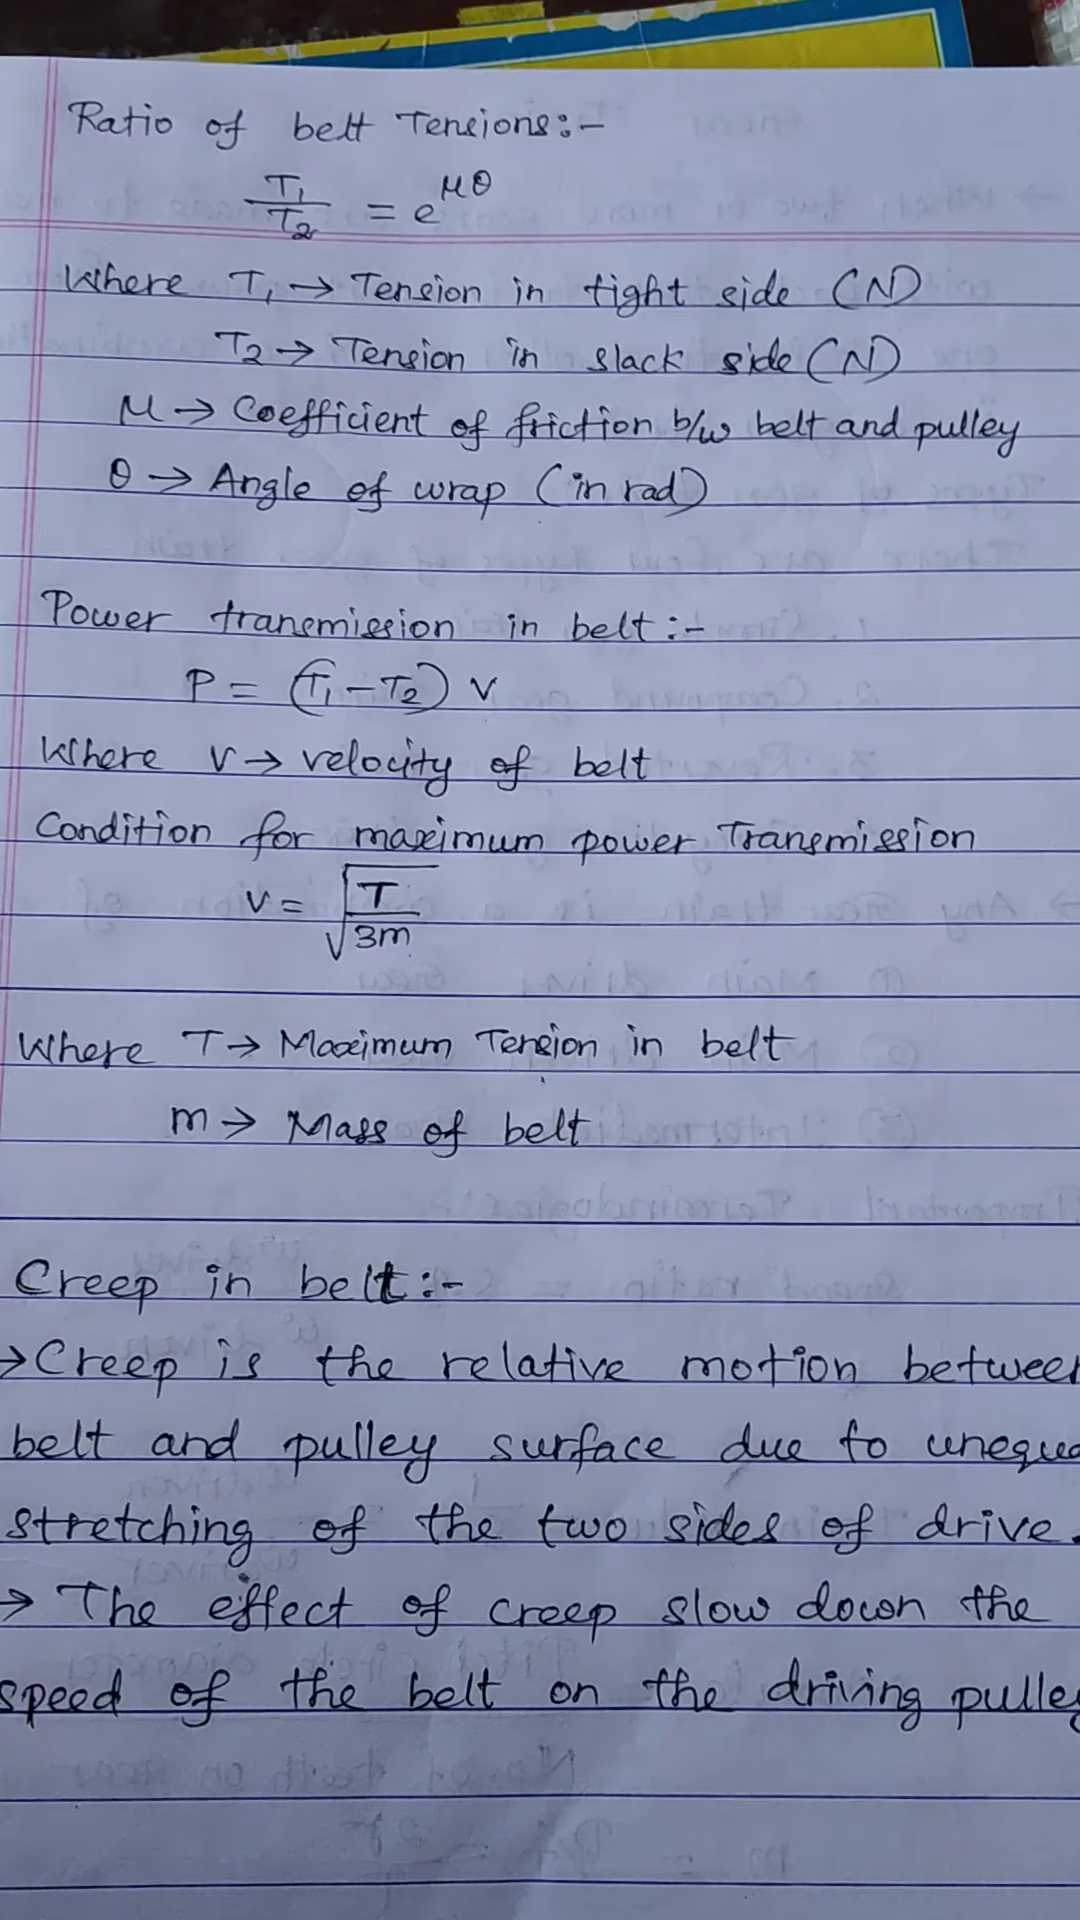 Ratio of belt Tensions:-
T₁/T₂ = e^μθ
Where T₁ → Tension in tight side (N)
T₂ → Tension in slack side (N)
μ → Coefficient of friction b/w belt and pulley
θ → Angle of wrap (in rad)
Power transmission in belt :-
P = (T₁ - T₂) v
Where v → velocity of belt
Condition for maximum power Transmission
v = √(T/3m)
Where T → Maximum Tension in belt
m → Mass of belt
Creep in belt :-
→ Creep is the relative motion between
belt and pulley surface due to unequa
stretching of the two sides of drive.
→ The effect of creep slow down the
speed of the belt on the driving pulley